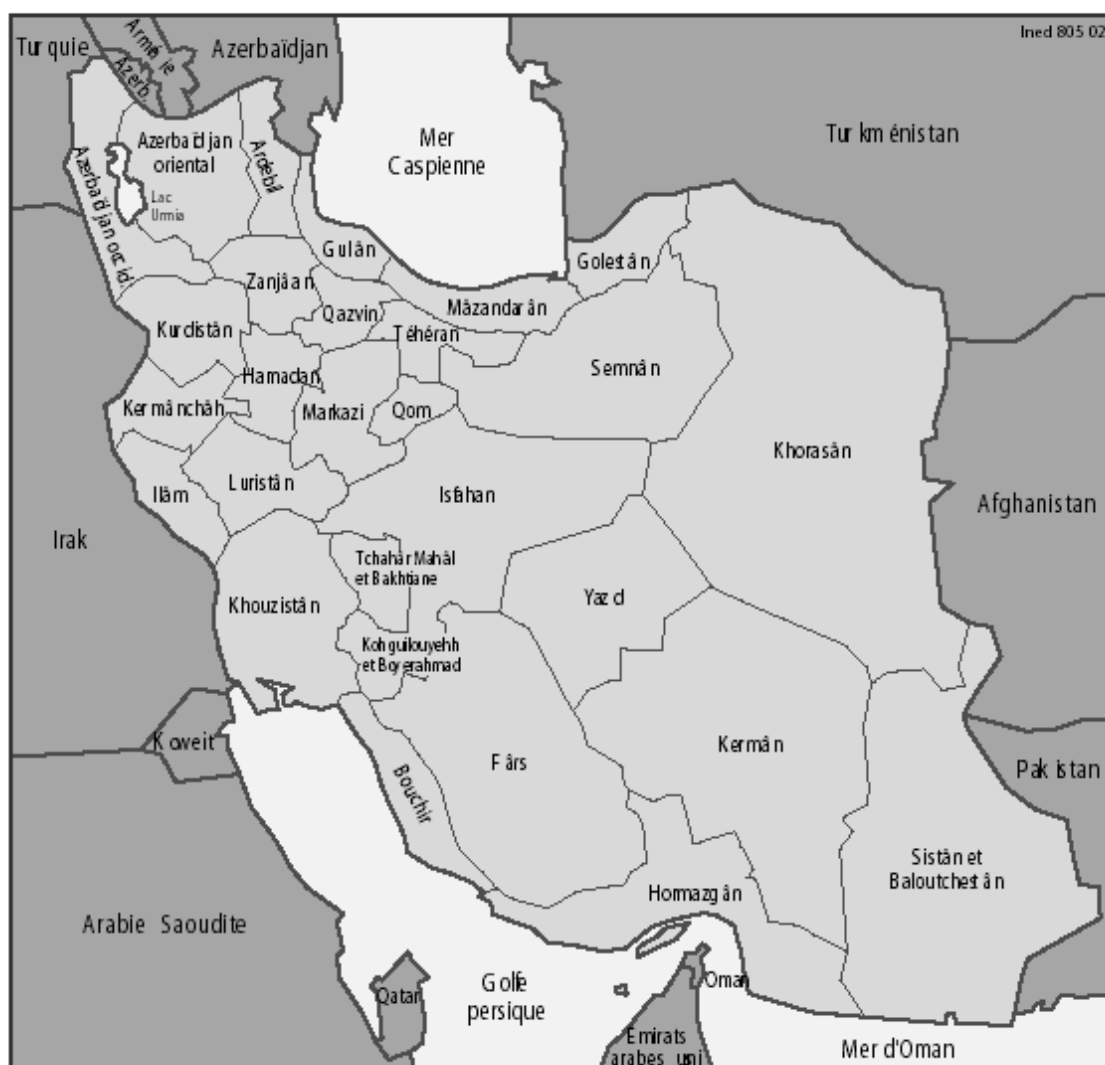 Ined 805 02
Turquie
Arménie
Azerb.
Azerbaïdjan
Turkménistan
Mer
Caspienne
Azerbaïdjan
oriental
Ardebil
Azerbaïdjan occid.
Lac
Urmia
Gulân
Golestân
Zanjâan
Mâzandarân
Qazvin
Kurdistân
Téhéran
Semnân
Hamadan
Kermânchâh
Markazi
Qom
Khorasân
Luristân
Ilâm
Isfahan
Afghanistan
Irak
Tchahâr Mahâl
et Bakhtiane
Yazd
Khouzistân
Kohguilouyehh
et Boyerahmad
Koweit
Kermân
Fârs
Bouchir
Pakistan
Sistân et
Baloutchestân
Hormazgân
Arabie Saoudite
Golfe
persique
Qatar
Oman
Emirats
arabes uni
Mer d'Oman